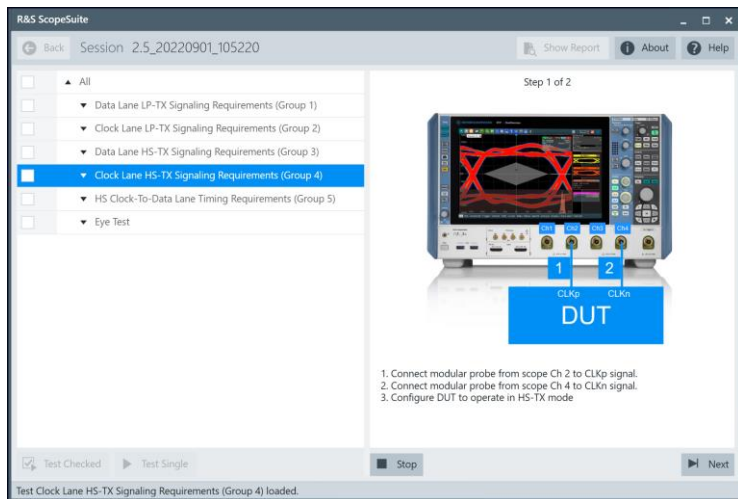 R&S ScopeSuite
Back Session 2.5_20220901_105220 Show Report About Help
All
Data Lane LP-TX Signaling Requirements (Group 1)
Clock Lane LP-TX Signaling Requirements (Group 2)
Data Lane HS-TX Signaling Requirements (Group 3)
Clock Lane HS-TX Signaling Requirements (Group 4)
HS Clock-To-Data Lane Timing Requirements (Group 5)
Eye Test
Step 1 of 2
Ch1 Ch2 Ch3 Ch4
1 2
CLKp CLKn
DUT
1. Connect modular probe from scope Ch 2 to CLKp signal.
2. Connect modular probe from scope Ch 4 to CLKn signal.
3. Configure DUT to operate in HS-TX mode
Test Checked Test Single Stop Next
Test Clock Lane HS-TX Signaling Requirements (Group 4) loaded.